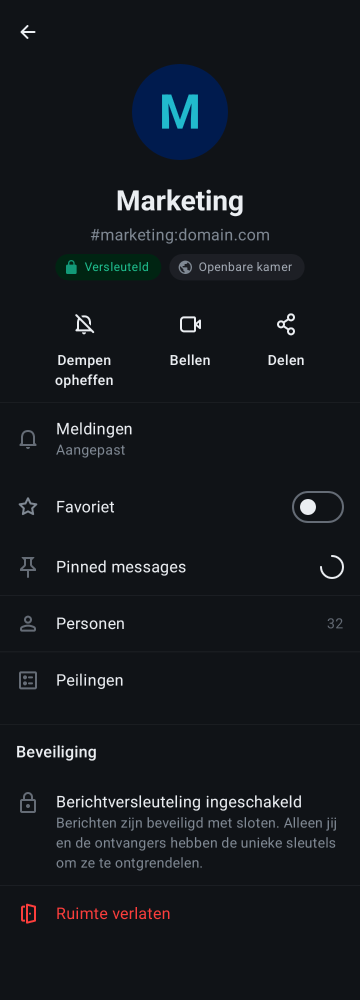 M
Marketing
#marketing:domain.com
Versleuteld
Openbare kamer
Dempen
opheffen
Bellen
Delen
Meldingen
Aangepast
Favoriet
Pinned messages
Personen
32
Peilingen
Beveiliging
Berichtversleuteling ingeschakeld
Berichten zijn beveiligd met sloten. Alleen jij
en de ontvangers hebben de unieke sleutels
om ze te ontgrendelen.
Ruimte verlaten